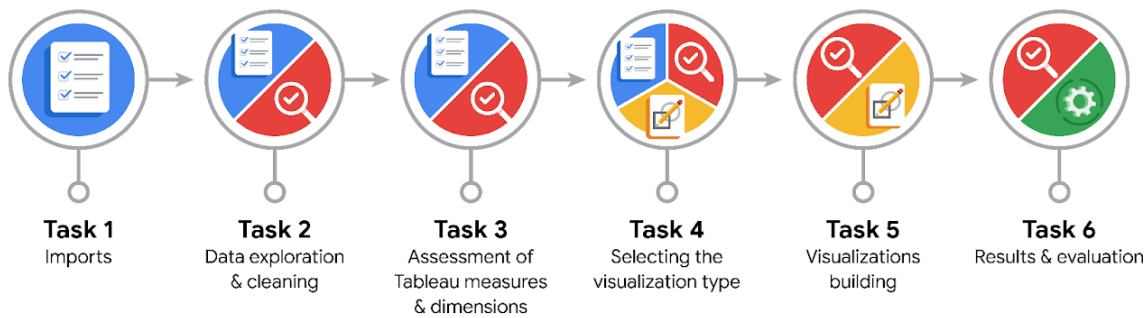 Task 1
Imports
Task 2
Data exploration
& cleaning
Task 3
Assessment of
Tableau measures
& dimensions
Task 4
Selecting the
visualization type
Task 5
Visualizations
building
Task 6
Results & evaluation